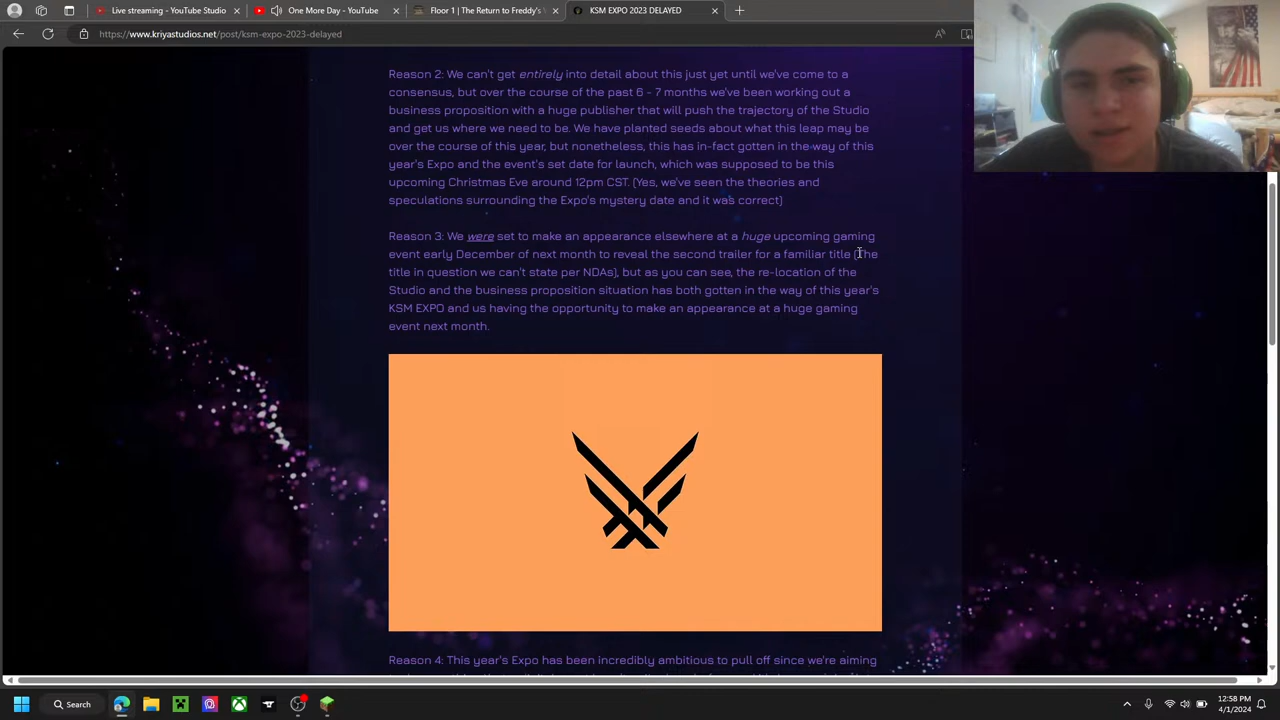 Live streaming - YouTube Studio
One More Day - YouTube
Floor 1 | The Return to Freddy's
KSM EXPO 2023 DELAYED
https://www.kriyastudios.net/post/ksm-expo-2023-delayed
Reason 2: We can't get entirely into detail about this just yet until we've come to a
consensus, but over the course of the past 6 - 7 months we've been working out a
business proposition with a huge publisher that will push the trajectory of the Studio
and get us where we need to be. We have planted seeds about what this leap may be
over the course of this year, but nonetheless, this has in-fact gotten in the way of this
year's Expo and the event's set date for launch, which was supposed to be this
upcoming Christmas Eve around 12pm CST. (Yes, we've seen the theories and
speculations surrounding the Expo's mystery date and it was correct)
Reason 3: We were set to make an appearance elsewhere at a huge upcoming gaming
event early December of next month to reveal the second trailer for a familiar title (The
title in question we can't state per NDAs), but as you can see, the re-location of the
Studio and the business proposition situation has both gotten in the way of this year's
KSM EXPO and us having the opportunity to make an appearance at a huge gaming
event next month.
Reason 4: This year's Expo has been incredibly ambitious to pull off since we're aiming
Search
12:58 PM
4/1/2024